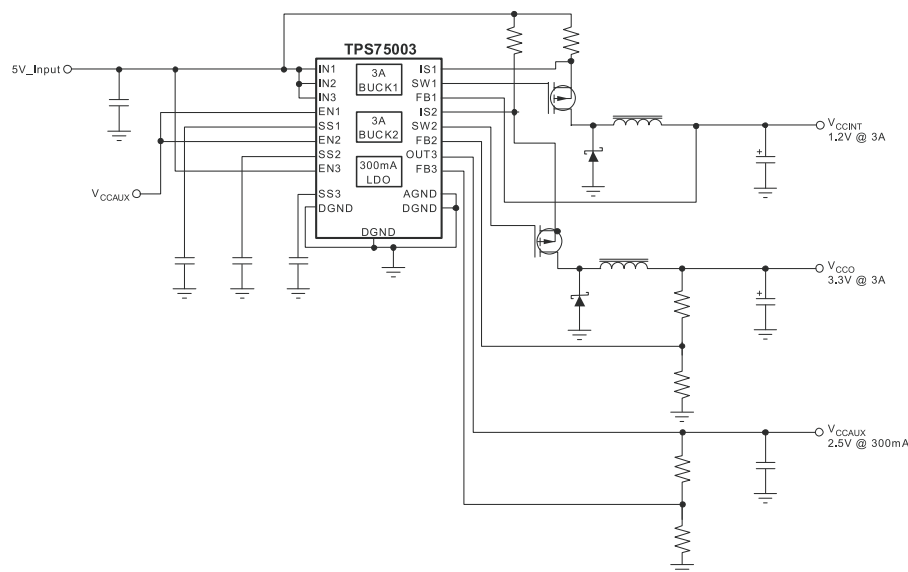 TPS75003
5V_Input
IN1
IN2
IN3
EN1
SS1
EN2
SS2
EN3
SS3
DGND
3A
BUCK1
3A
BUCK2
300mA
LDO
IS1
SW1
FB1
IS2
SW2
FB2
OUT3
FB3
AGND
DGND
DGND
VCCAUX
+
VCCINT
1.2V @ 3A
+
VCCO
3.3V @ 3A
VCCAUX
2.5V @ 300mA